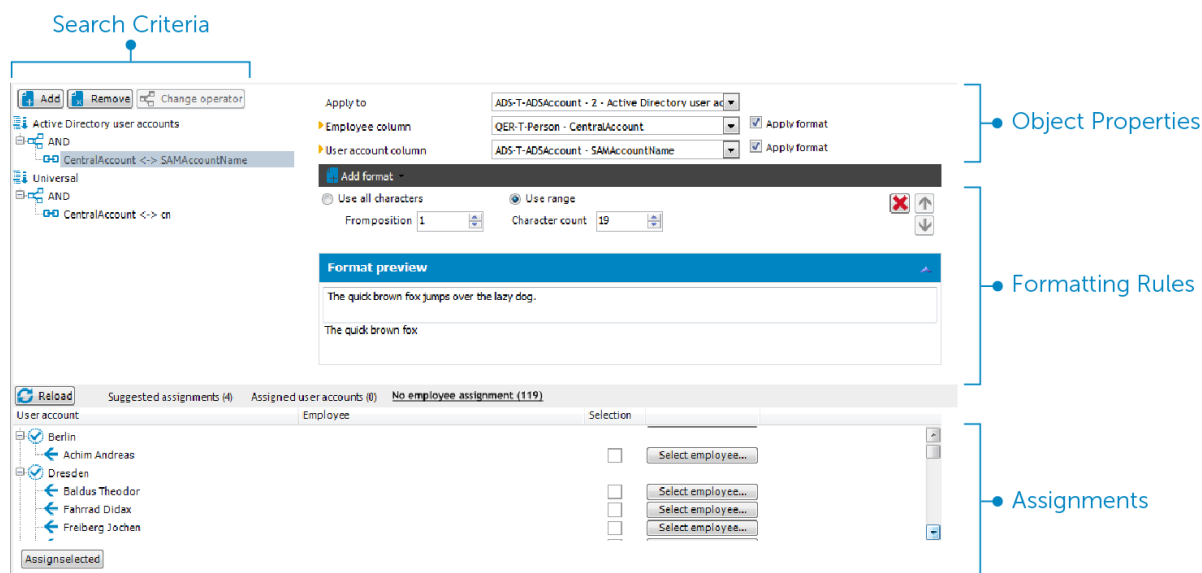 Search Criteria
Add Remove Change operator
Active Directory user accounts
AND
CentralAccount <-> SAMAccountName
Universal
AND
CentralAccount <-> cn
Apply to ADS-T-ADSAccount - 2 - Active Directory user ac
Employee column QER-T-Person - CentralAccount Apply format
User account column ADS-T-ADSAccount - SAMAccountName Apply format
Object Properties
Add format
Use all characters Use range
From position 1 Character count 19
Format preview
The quick brown fox jumps over the lazy dog.
The quick brown fox
Formatting Rules
Reload Suggested assignments (4) Assigned user accounts (0) No employee assignment (119)
User account Employee Selection
Berlin
Achim Andreas Select employee...
Dresden
Baldus Theodor Select employee...
Fahrrad Didax Select employee...
Freiberg Jochen Select employee...
Assignments
Assignselected